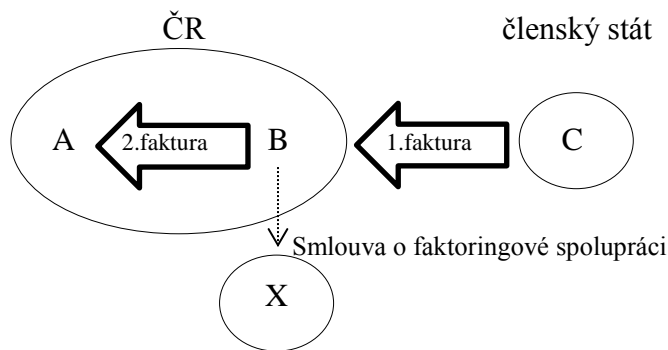 ČR
členský stát
A
2.faktura
B
1.faktura
C
Smlouva o faktoringové spolupráci
X